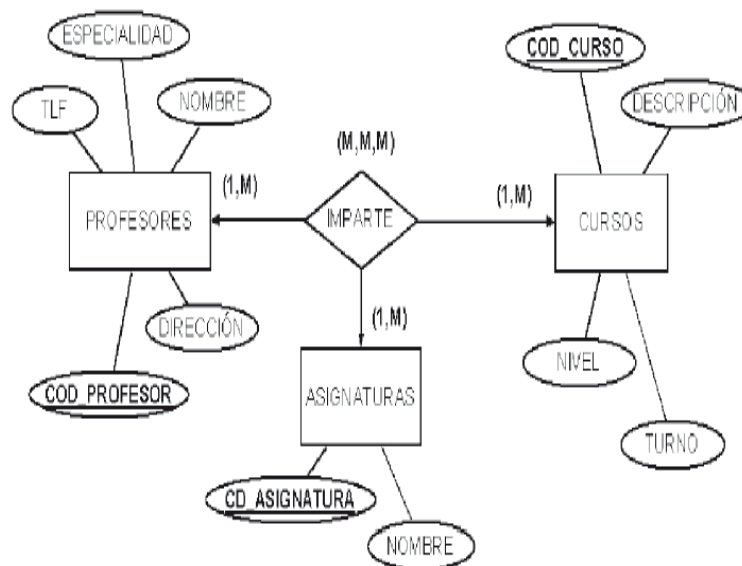 ESPECIALIDAD
COD_CURSO
TLF
NOMBRE
DESCRIPCIÓN
(M,M,M)
(1,M)
(1,M)
PROFESORES
IMPARTE
CURSOS
(1,M)
DIRECCIÓN
NIVEL
COD_PROFESOR
ASIGNATURAS
TURNO
CD_ASIGNATURA
NOMBRE